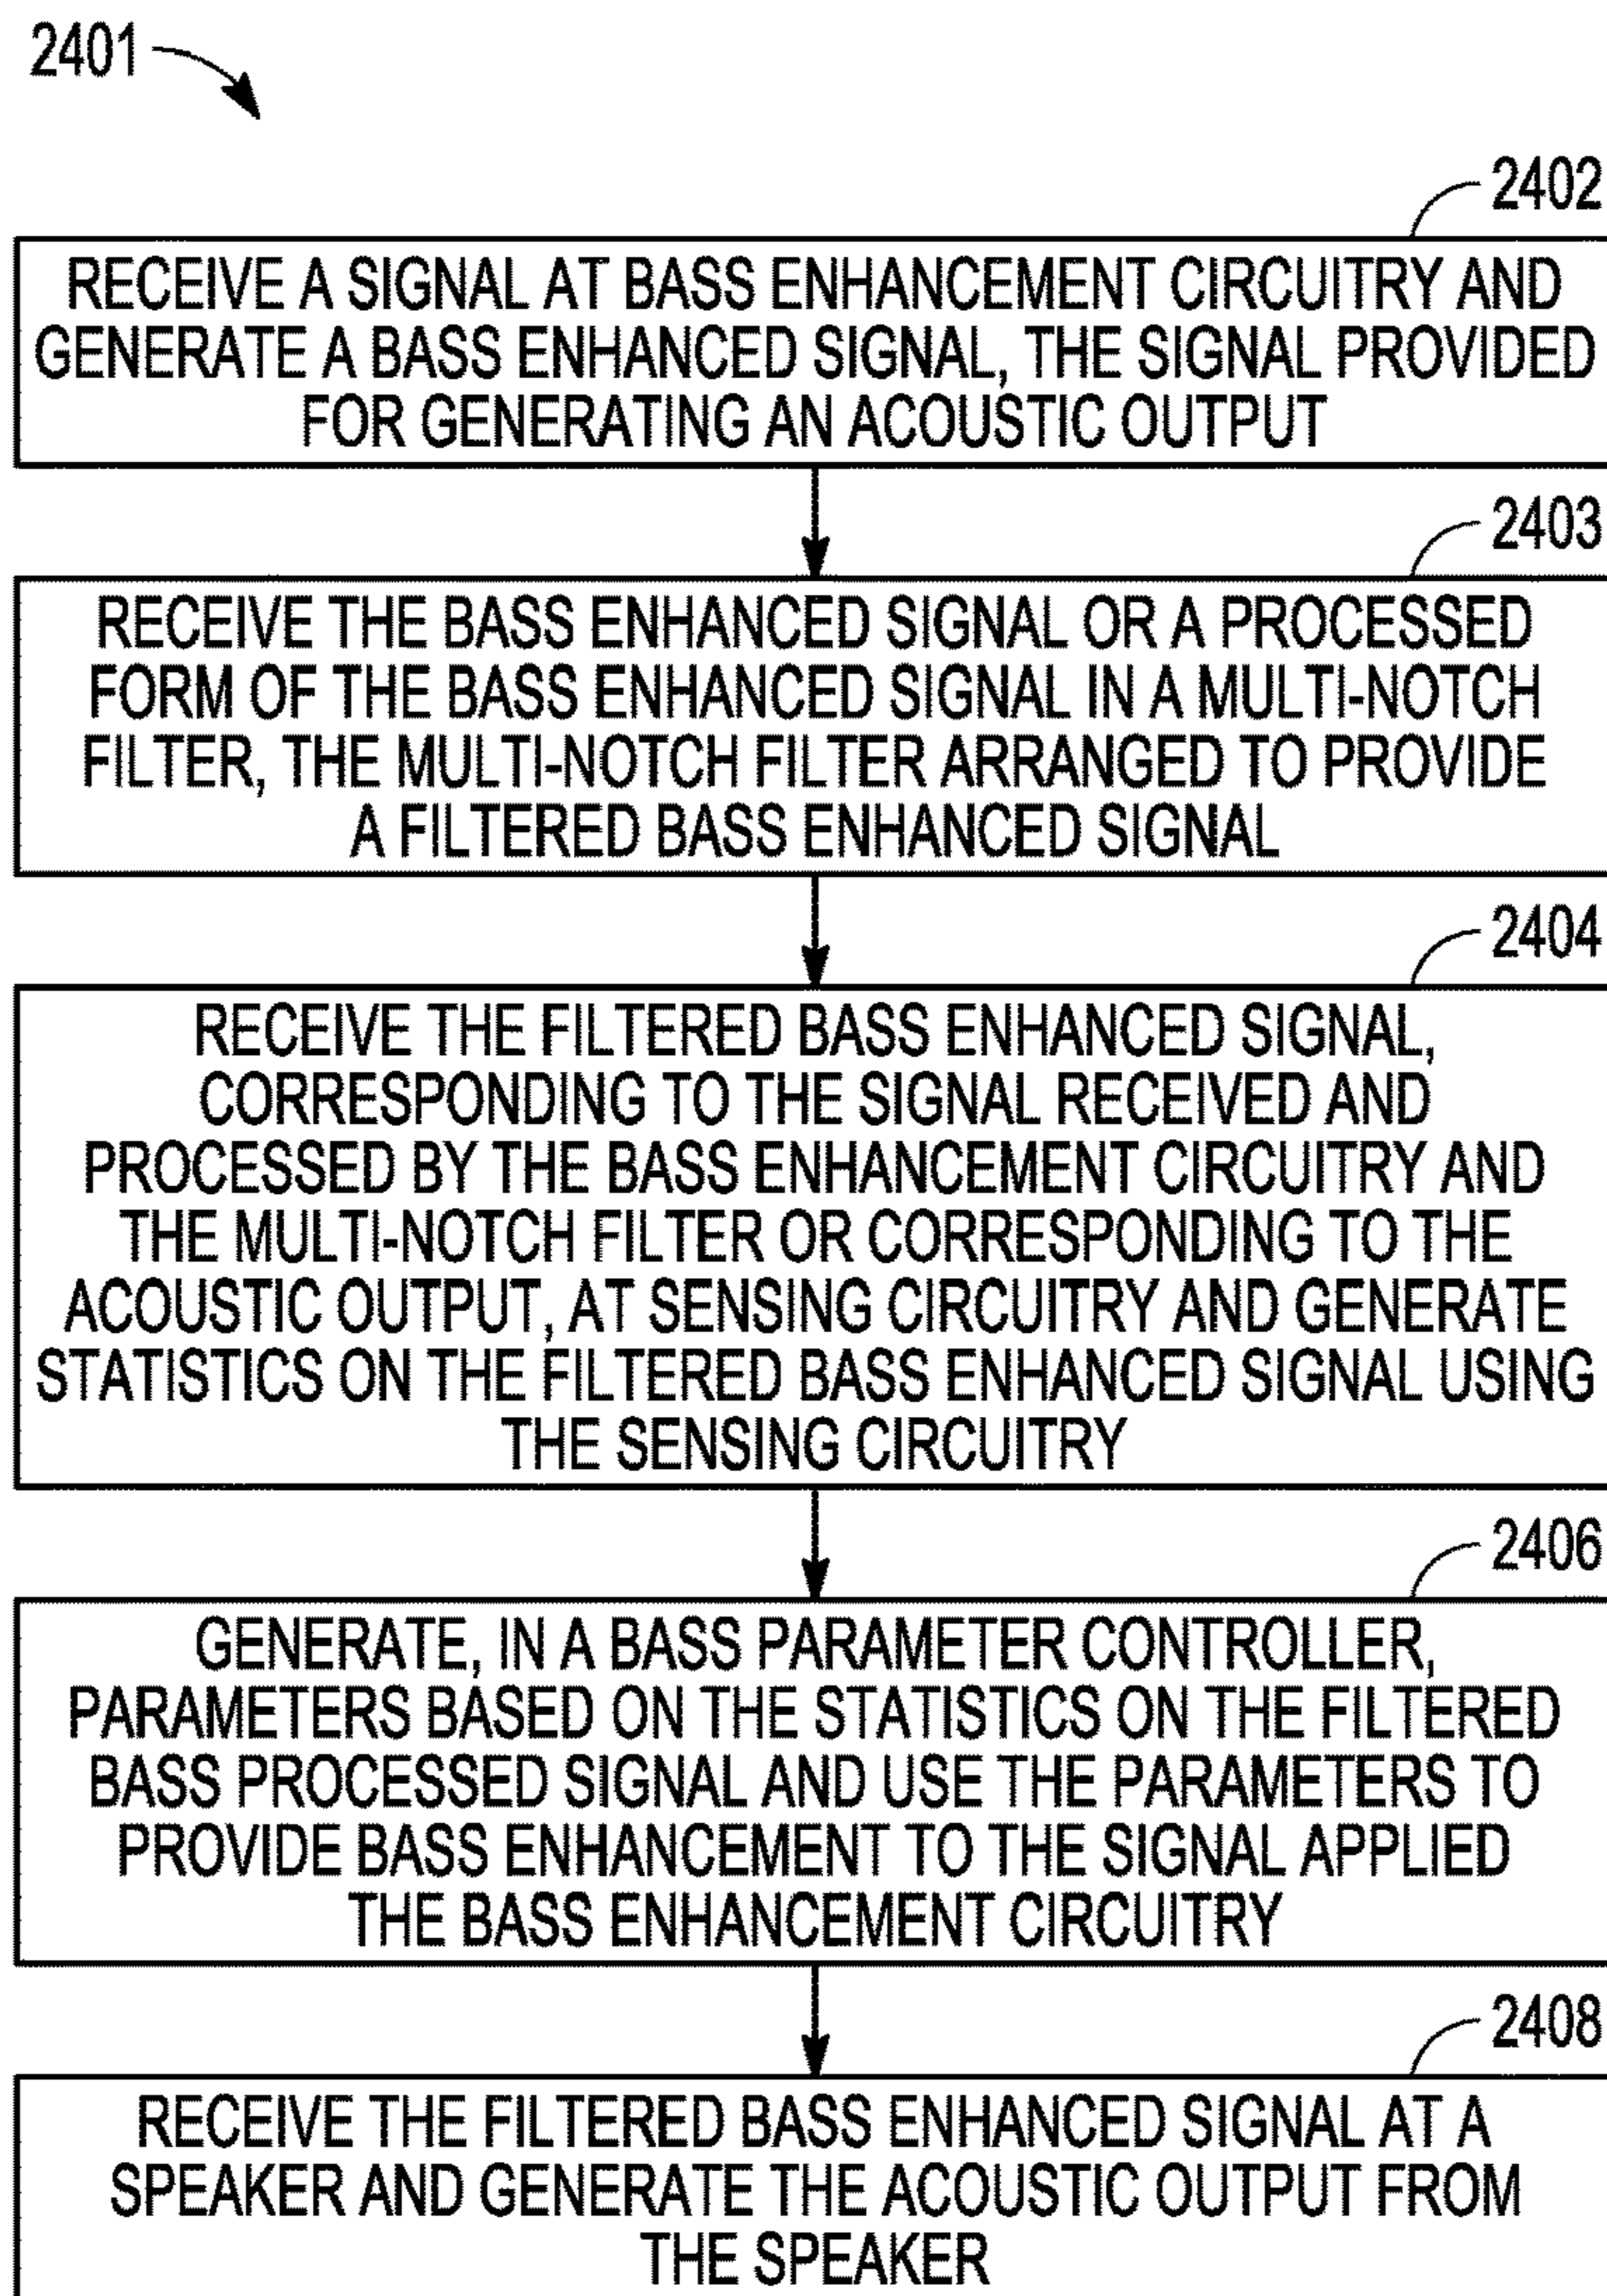 2401
2402
RECEIVE A SIGNAL AT BASS ENHANCEMENT CIRCUITRY AND
GENERATE A BASS ENHANCED SIGNAL, THE SIGNAL PROVIDED
FOR GENERATING AN ACOUSTIC OUTPUT
2403
RECEIVE THE BASS ENHANCED SIGNAL OR A PROCESSED
FORM OF THE BASS ENHANCED SIGNAL IN A MULTI-NOTCH
FILTER, THE MULTI-NOTCH FILTER ARRANGED TO PROVIDE
A FILTERED BASS ENHANCED SIGNAL
2404
RECEIVE THE FILTERED BASS ENHANCED SIGNAL,
CORRESPONDING TO THE SIGNAL RECEIVED AND
PROCESSED BY THE BASS ENHANCEMENT CIRCUITRY AND
THE MULTI-NOTCH FILTER OR CORRESPONDING TO THE
ACOUSTIC OUTPUT, AT SENSING CIRCUITRY AND GENERATE
STATISTICS ON THE FILTERED BASS ENHANCED SIGNAL USING
THE SENSING CIRCUITRY
2406
GENERATE, IN A BASS PARAMETER CONTROLLER,
PARAMETERS BASED ON THE STATISTICS ON THE FILTERED
BASS PROCESSED SIGNAL AND USE THE PARAMETERS TO
PROVIDE BASS ENHANCEMENT TO THE SIGNAL APPLIED
THE BASS ENHANCEMENT CIRCUITRY
2408
RECEIVE THE FILTERED BASS ENHANCED SIGNAL AT A
SPEAKER AND GENERATE THE ACOUSTIC OUTPUT FROM
THE SPEAKER